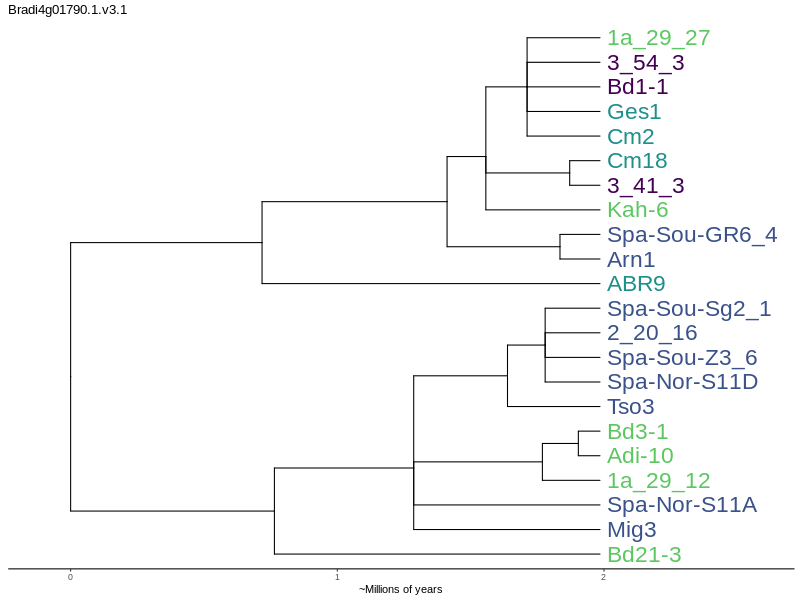 Bradi4g01790.1.v3.1
1a_29_27
3_54_3
Bd1-1
Ges1
Cm2
Cm18
3_41_3
Kah-6
Spa-Sou-GR6_4
Arn1
ABR9
Spa-Sou-Sg2_1
2_20_16
Spa-Sou-Z3_6
Spa-Nor-S11D
Tso3
Bd3-1
Adi-10
1a_29_12
Spa-Nor-S11A
Mig3
Bd21-3
0 1 2
~Millions of years